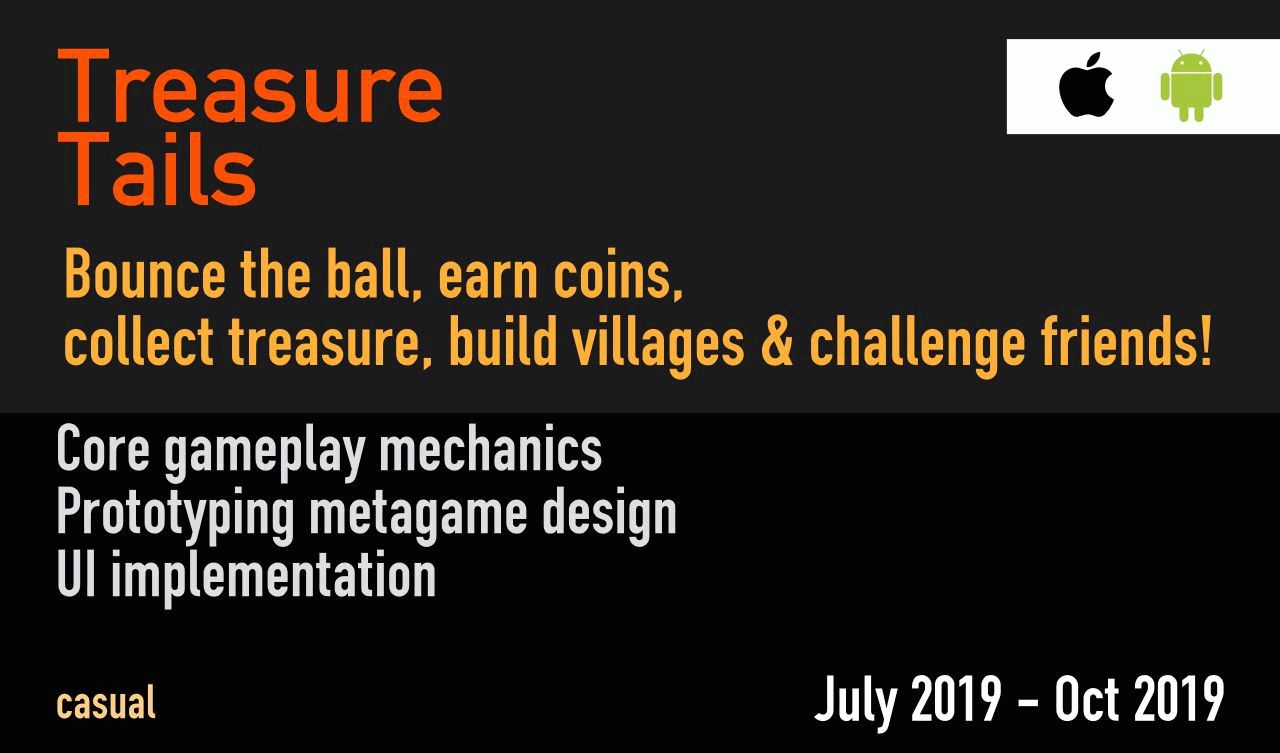 Treasure
Tails
Bounce the ball, earn coins,
collect treasure, build villages & challenge friends!
Core gameplay mechanics
Prototyping metagame design
UI implementation
casual
July 2019 - Oct 2019